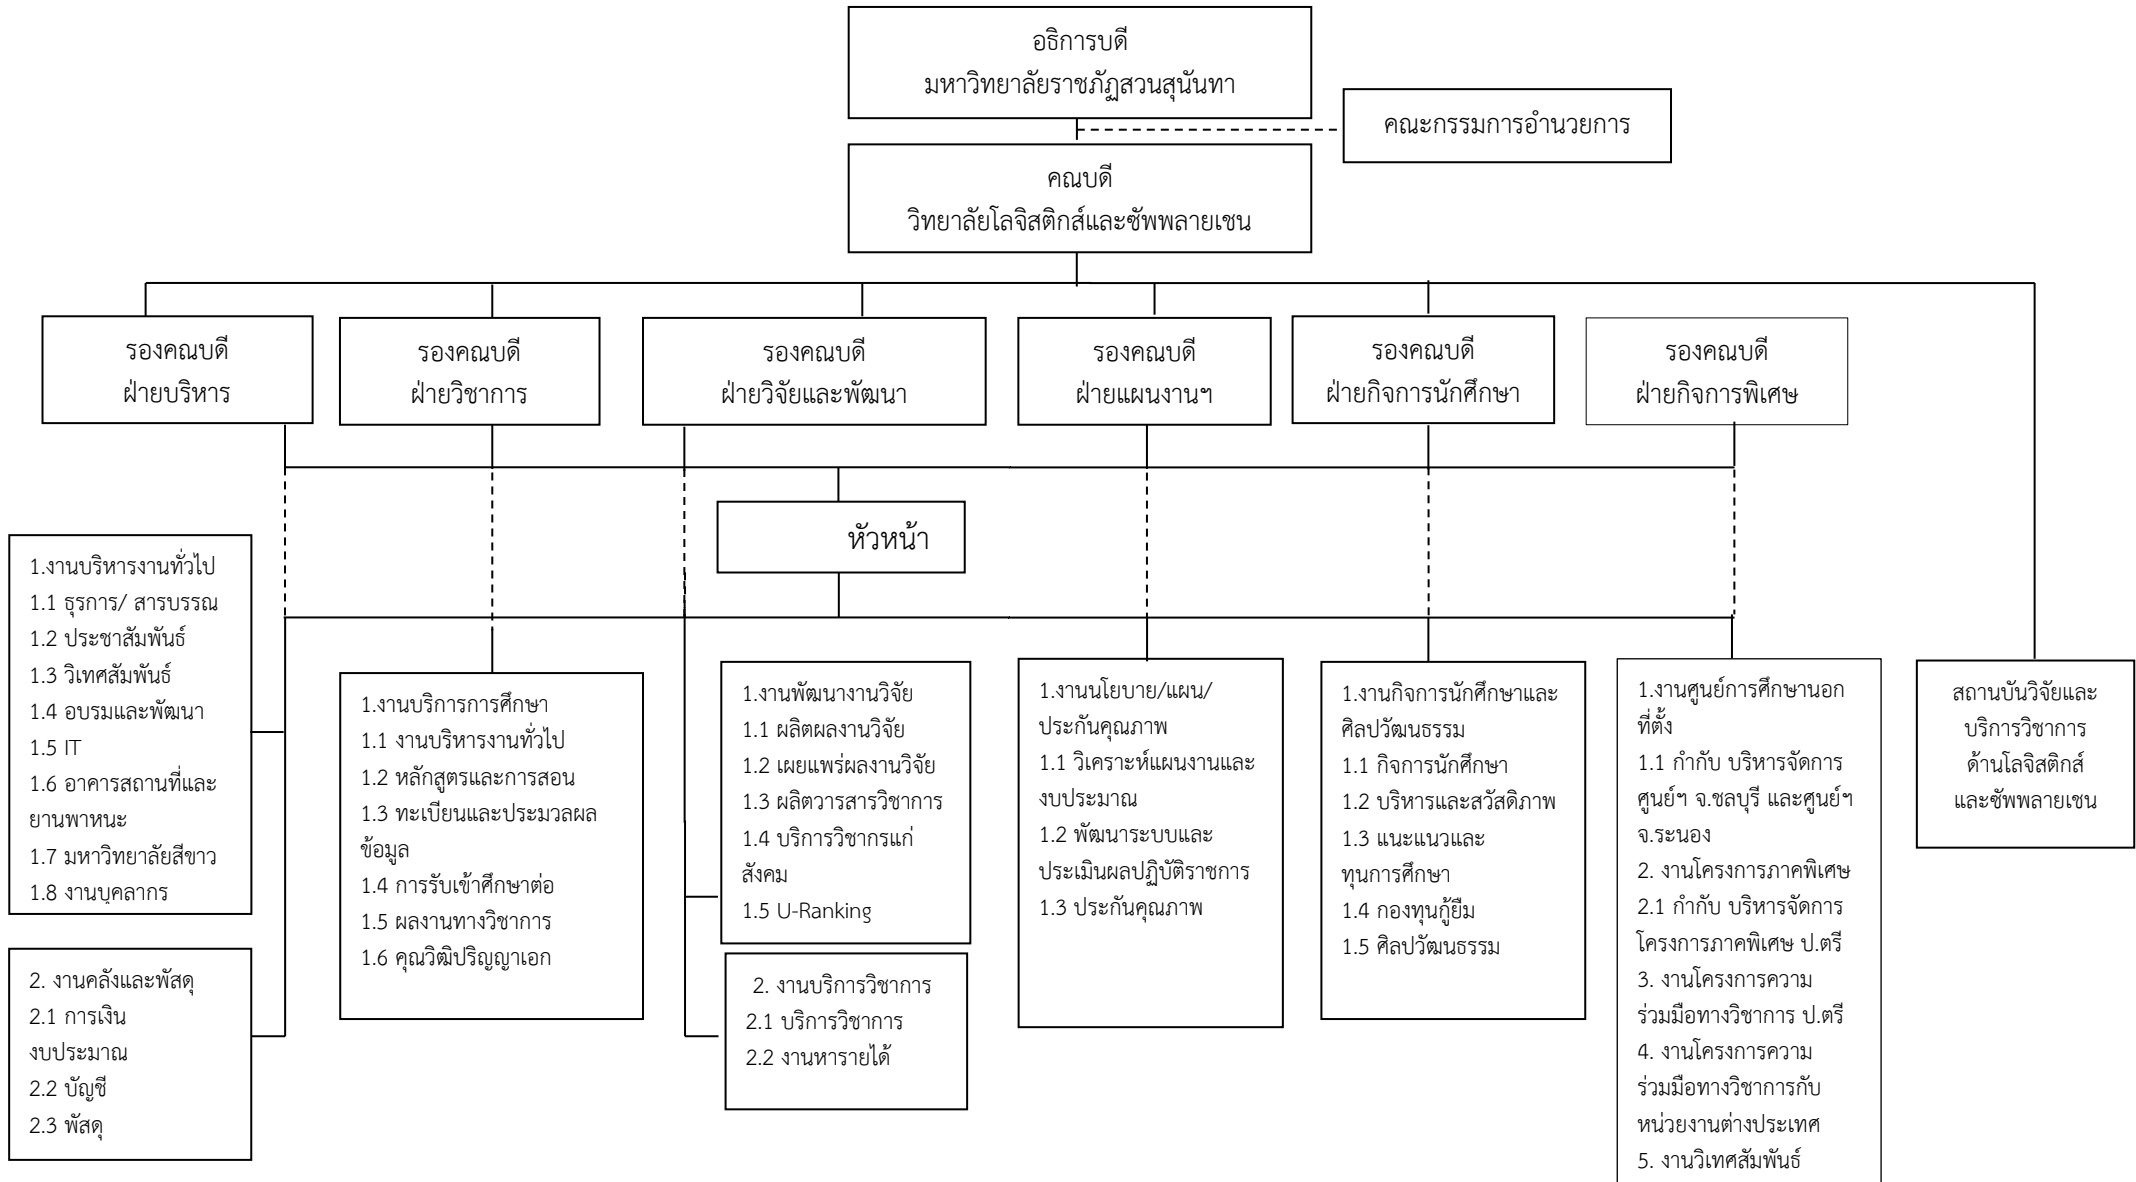 อธิการบดี
มหาวิทยาลัยราชภัฏสวนสุนันทา
คณะกรรมการอำนวยการ
คณบดี
วิทยาลัยโลจิสติกส์และซัพพลายเชน
รองคณบดี
ฝ่ายบริหาร
รองคณบดี
ฝ่ายวิชาการ
รองคณบดี
ฝ่ายวิจัยและพัฒนา
รองคณบดี
ฝ่ายแผนงานฯ
รองคณบดี
ฝ่ายกิจการนักศึกษา
รองคณบดี
ฝ่ายกิจการพิเศษ
หัวหน้า
1.งานบริหารงานทั่วไป
1.1 ธุรการ/ สารบรรณ
1.2 ประชาสัมพันธ์
1.3 วิเทศสัมพันธ์
1.4 อบรมและพัฒนา
1.5 IT
1.6 อาคารสถานที่และ
ยานพาหนะ
1.7 มหาวิทยาลัยสีขาว
1.8 งานบุคลากร
2. งานคลังและพัสดุ
2.1 การเงิน
งบประมาณ
2.2 บัญชี
2.3 พัสดุ
1.งานบริการการศึกษา
1.1 งานบริหารงานทั่วไป
1.2 หลักสูตรและการสอน
1.3 ทะเบียนและประมวลผล
ข้อมูล
1.4 การรับเข้าศึกษาต่อ
1.5 ผลงานทางวิชาการ
1.6 คุณวิฒิปริญญาเอก
1.งานพัฒนางานวิจัย
1.1 ผลิตผลงานวิจัย
1.2 เผยแพร่ผลงานวิจัย
1.3 ผลิตวารสารวิชาการ
1.4 บริการวิชากรแก่
สังคม
1.5 U-Ranking
2. งานบริการวิชาการ
2.1 บริการวิชาการ
2.2 งานหารายได้
1.งานนโยบาย/แผน/
ประกันคุณภาพ
1.1 วิเคราะห์แผนงานและ
งบประมาณ
1.2 พัฒนาระบบและ
ประเมินผลปฏิบัติราชการ
1.3 ประกันคุณภาพ
1.งานกิจการนักศึกษาและ
ศิลปวัฒนธรรม
1.1 กิจการนักศึกษา
1.2 บริหารและสวัสดิภาพ
1.3 แนะแนวและ
ทุนการศึกษา
1.4 กองทุนกู้ยืม
1.5 ศิลปวัฒนธรรม
1.งานศูนย์การศึกษานอก
ที่ตั้ง
1.1 กำกับ บริหารจัดการ
ศูนย์ฯ จ.ชลบุรี และศูนย์ฯ
จ.ระนอง
2. งานโครงการภาคพิเศษ
2.1 กำกับ บริหารจัดการ
โครงการภาคพิเศษ ป.ตรี
3. งานโครงการความ
ร่วมมือทางวิชาการ ป.ตรี
4. งานโครงการความ
ร่วมมือทางวิชาการกับ
หน่วยงานต่างประเทศ
5. งานวิเทศสัมพันธ์
สถานบันวิจัยและ
บริการวิชาการ
ด้านโลจิสติกส์
และซัพพลายเชน